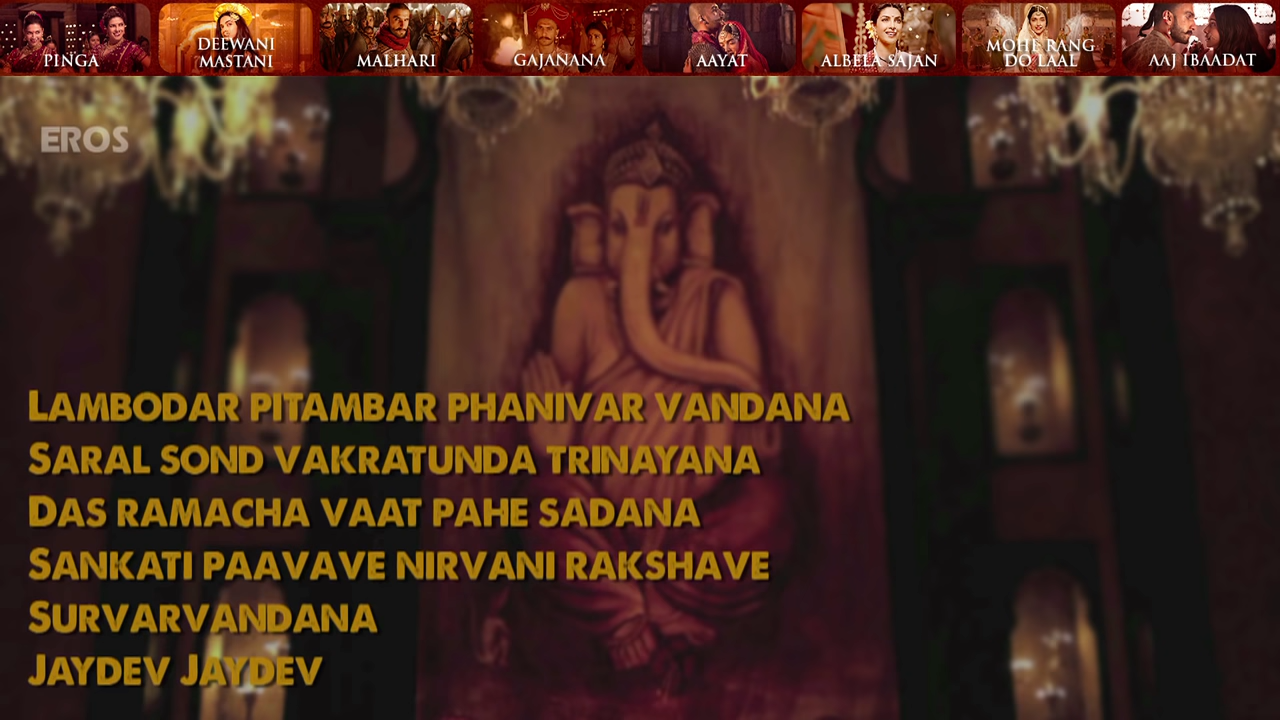 PINGA
DEEWANI
MASTANI
MALHARI
GAJANANA
AAYAT
ALBELA SAJAN
MOHE RANG
DO LAAL
AAJ IBAADAT
EROS
LAMBODAR PITAMBAR PHANIVAR VANDANA
SARAL SOND VAKRATUNDA TRINAYANA
DAS RAMACHA VAAT PAHE SADANA
SANKATI PAAVAVE NIRVANI RAKSHAVE
SURVARVANDANA
JAYDEV JAYDEV